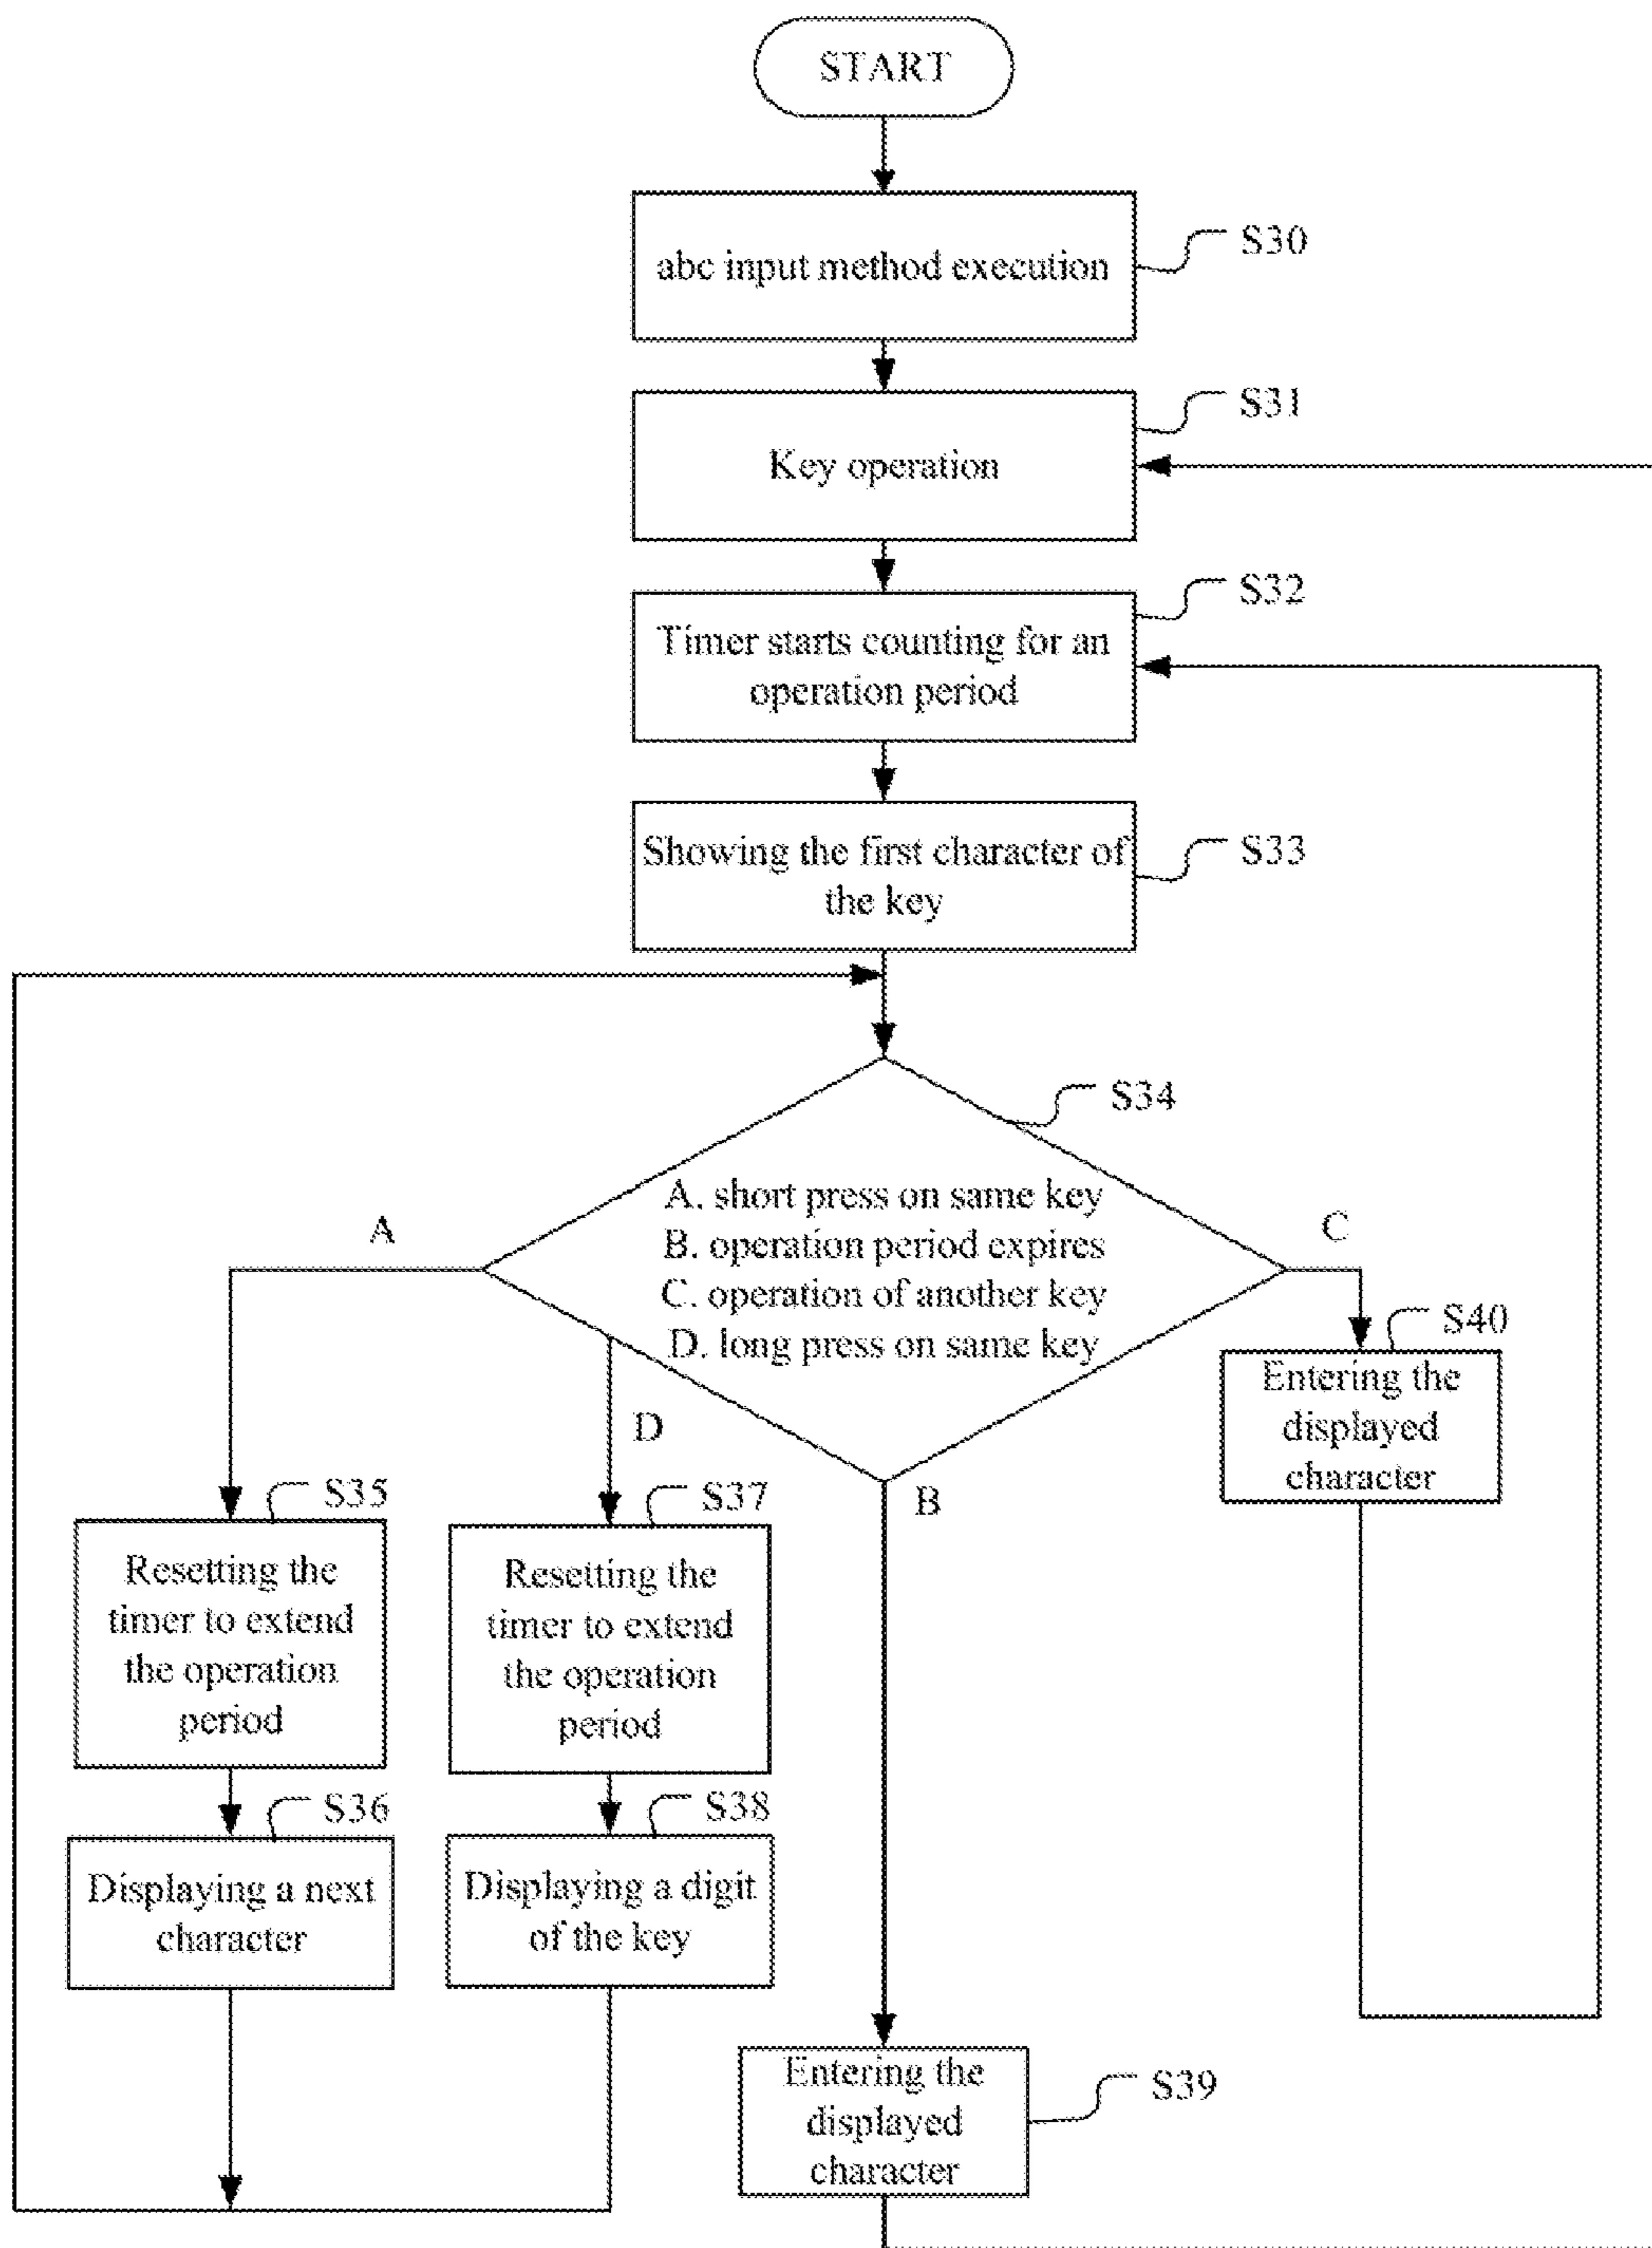 START
abc input method execution
S30
S31
Key operation
S32
Timer starts counting for an
operation period
Showing the first character of
the key
S33
S34
A. short press on same key
B. operation period expires
C. operation of another key
D. long press on same key
A
C
D
B
S40
Entering the
displayed
character
S35
Resetting the
timer to extend
the operation
period
S37
Resetting the
timer to extend
the operation
period
S36
Displaying a next
character
S38
Displaying a digit
of the key
Entering the
displayed
character
S39